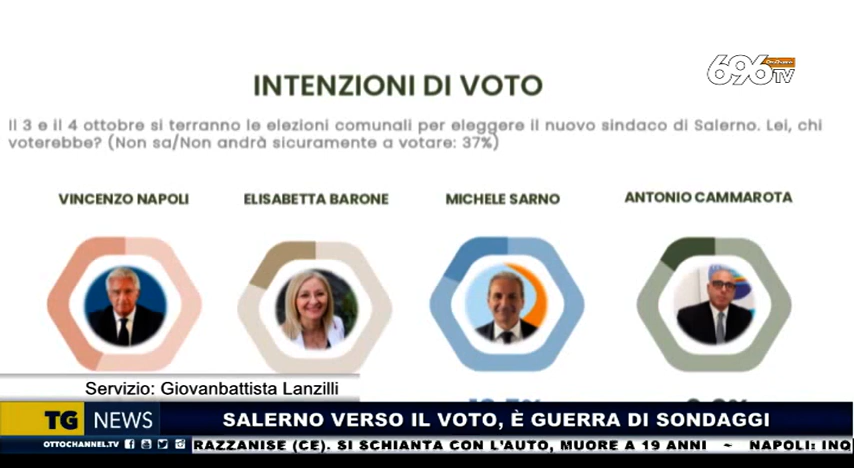 696 TV
INTENZIONI DI VOTO
Il 3 e il 4 ottobre si terranno le elezioni comunali per eleggere il nuovo sindaco di Salerno. Lei, chi
voterebbe? (Non sa/Non andrà sicuramente a votare: 37%)
VINCENZO NAPOLI
ELISABETTA BARONE
MICHELE SARNO
ANTONIO CAMMAROTA
Servizio: Giovanbattista Lanzilli
TG NEWS
SALERNO VERSO IL VOTO, È GUERRA DI SONDAGGI
OTTOCHANNEL.TV
RAZZANISE (CE). SI SCHIANTA CON L'AUTO, MUORE A 19 ANNI ~ NAPOLI: INQ